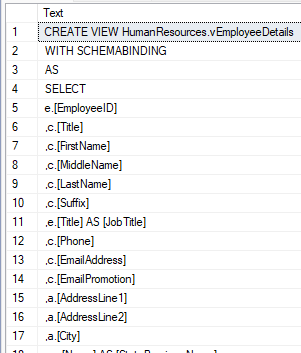 Text
1 CREATE VIEW HumanResources.vEmployeeDetails
2 WITH SCHEMABINDING
3 AS
4 SELECT
5 e.[EmployeeID]
6 ,c.[Title]
7 ,c.[FirstName]
8 ,c.[MiddleName]
9 ,c.[LastName]
10 ,c.[Suffix]
11 ,e.[Title] AS [JobTitle]
12 ,c.[Phone]
13 ,c.[EmailAddress]
14 ,c.[EmailPromotion]
15 ,a.[AddressLine1]
16 ,a.[AddressLine2]
17 ,a.[City]